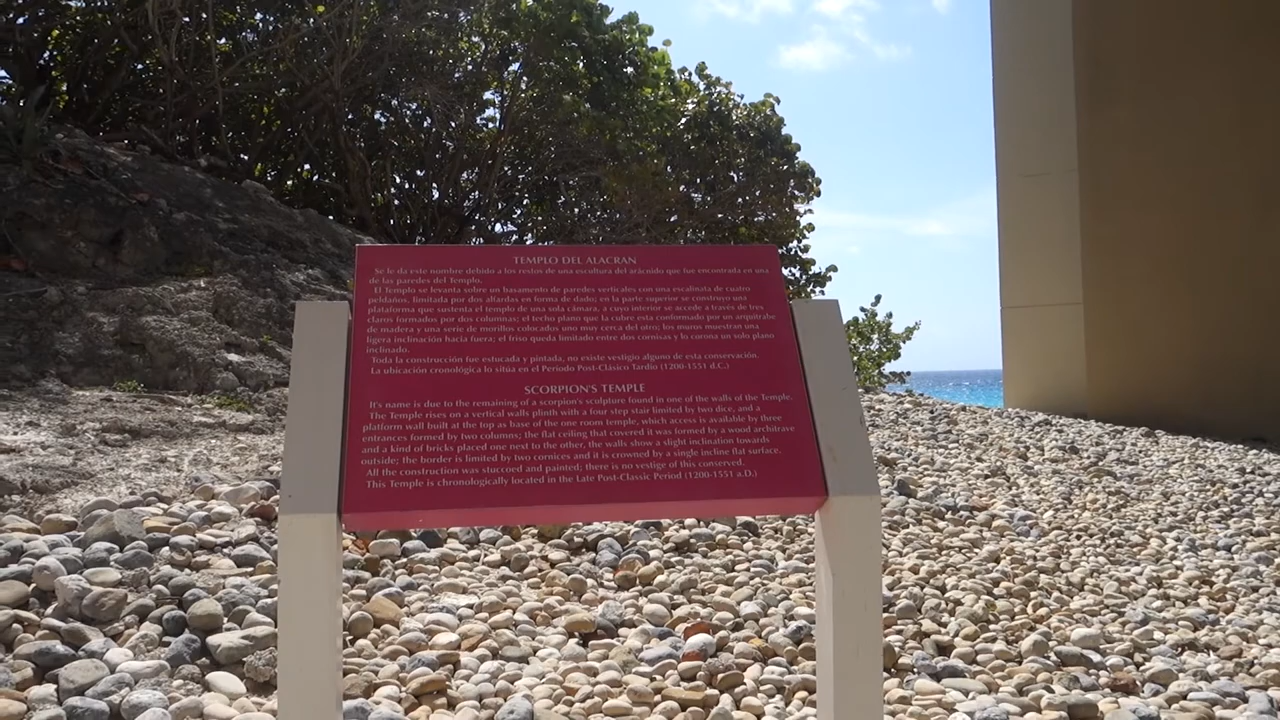 TEMPLO DEL ALACRAN
Se le da este nombre debido a los restos de una escultura del arácnido que fue encontrada en una
de las paredes del Templo.
El Templo se levanta sobre un basamento de paredes verticales con una escalinata de cuatro
peldaños, limitada por dos alfardas en forma de dado; en la parte superior se construyo una
plataforma que sustenta el templo de una sola cámara, a cuyo interior se accede a través de tres
claros formados por dos columnas; el techo plano que la cubre esta conformado por un arquitrabe
de madera y una serie de morillos colocados uno muy cerca del otro; los muros muestran una
ligera inclinación hacia fuera; el friso queda limitado entre dos cornisas y lo corona un solo plano
inclinado.
Toda la construcción fue estucada y pintada, no existe vestigio alguno de esta conservación.
La ubicación cronológica lo sitúa en el Periodo Post-Clásico Tardío (1200-1551 d.C.)
SCORPION'S TEMPLE
It's name is due to the remaining of a scorpion's sculpture found in one of the walls of the Temple.
The Temple rises on a vertical walls plinth with a four step stair limited by two dice, and a
platform wall built at the top as base of the one room temple, which access is available by three
entrances formed by two columns; the flat ceiling that covered it was formed by a wood architrave
and a kind of bricks placed one next to the other, the walls show a slight inclination towards
outside; the border is limited by two cornices and it is crowned by a single incline flat surface.
All the construction was stuccoed and painted; there is no vestige of this conserved.
This Temple is chronologically located in the Late Post-Classic Period (1200-1551 a.D.)